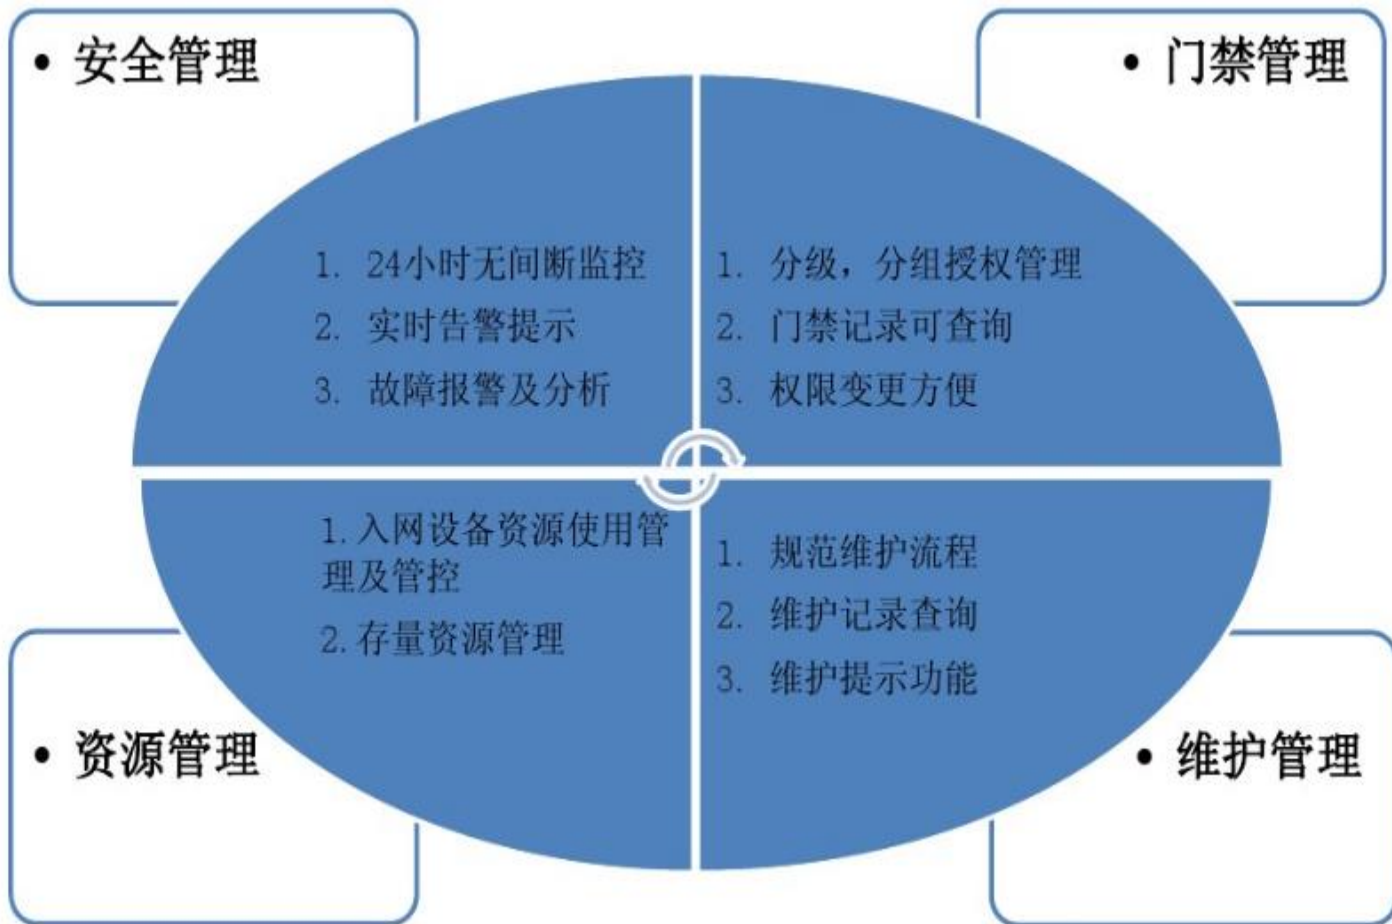 • 安全管理
1. 24小时无间断监控
2. 实时告警提示
3. 故障报警及分析
• 门禁管理
1. 分级，分组授权管理
2. 门禁记录可查询
3. 权限变更方便
• 资源管理
1. 入网设备资源使用管
理及管控
2. 存量资源管理
• 维护管理
1. 规范维护流程
2. 维护记录查询
3. 维护提示功能